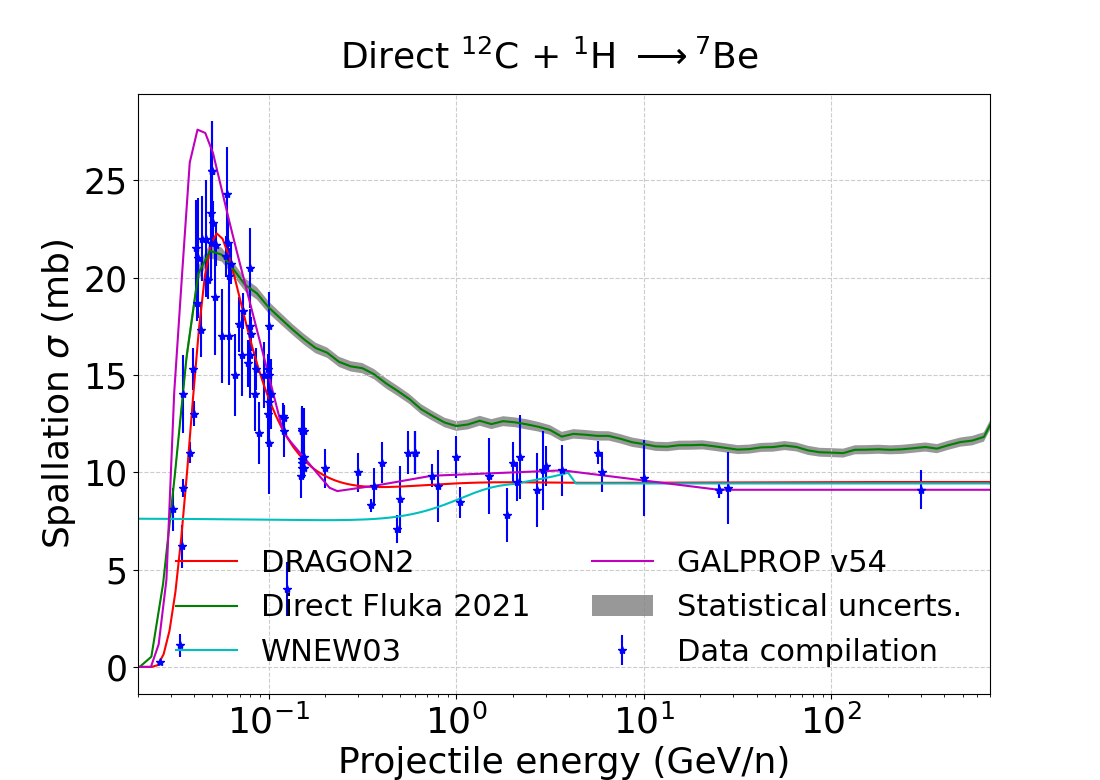 Direct ¹²C + ¹H ⟶ ⁷Be
Spallation σ (mb)
25
20
15
10
5
0
DRAGON2
Direct Fluka 2021
WNEW03
GALPROP v54
Statistical uncerts.
Data compilation
10⁻¹ 10⁰ 10¹ 10²
Projectile energy (GeV/n)